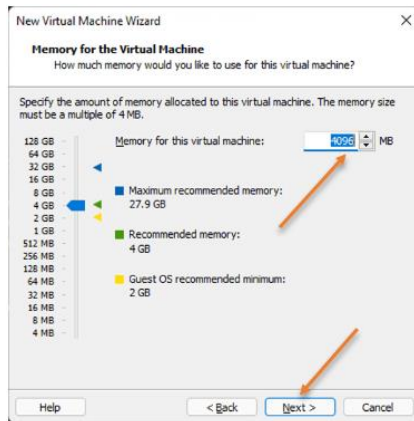 New Virtual Machine Wizard
Memory for the Virtual Machine
How much memory would you like to use for this virtual machine?
Specify the amount of memory allocated to this virtual machine. The memory size
must be a multiple of 4 MB.
128 GB
64 GB
32 GB
16 GB
8 GB
4 GB
2 GB
1 GB
512 MB
256 MB
128 MB
64 MB
32 MB
16 MB
8 MB
4 MB
Memory for this virtual machine: 4096 MB
Maximum recommended memory:
27.9 GB
Recommended memory:
4 GB
Guest OS recommended minimum:
2 GB
Help < Back Next > Cancel